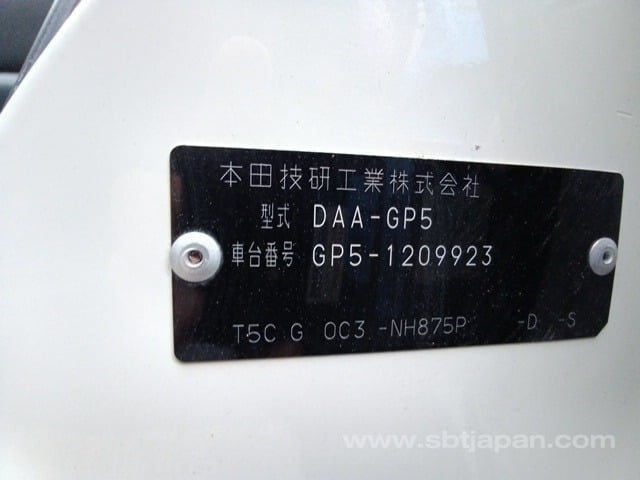 本田技研工業株式会社
型式 DAA-GP5
車台番号 GP5-1209923
T5C G 0C3 -NH875P -D -S
www.sbtjapan.com